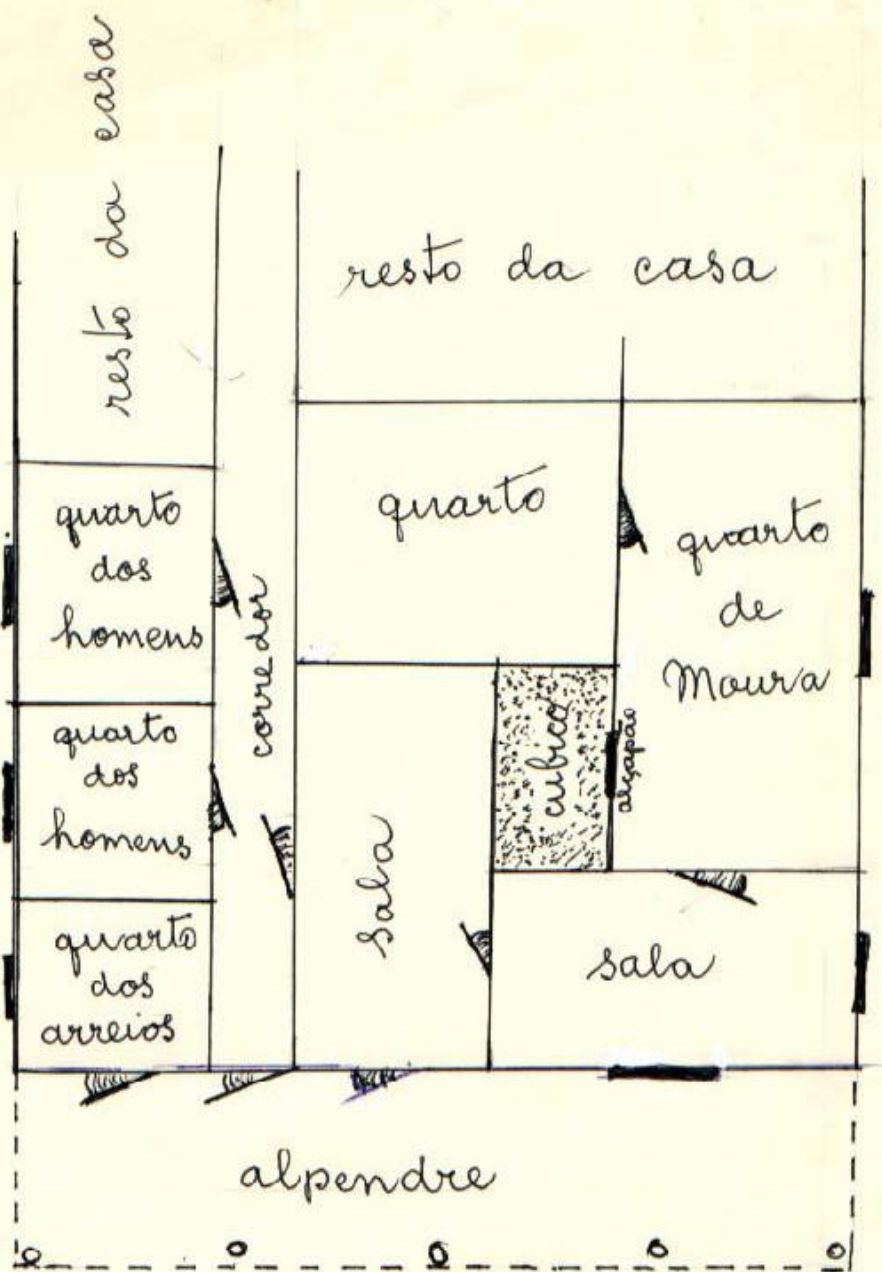 resto da casa
resto da casa
quarto
dos
homens
corredor
quarto
quarto
de
Moura
quarto
dos
homens
sala
cubico
alçapão
quarto
dos
arreios
sala
alpendre